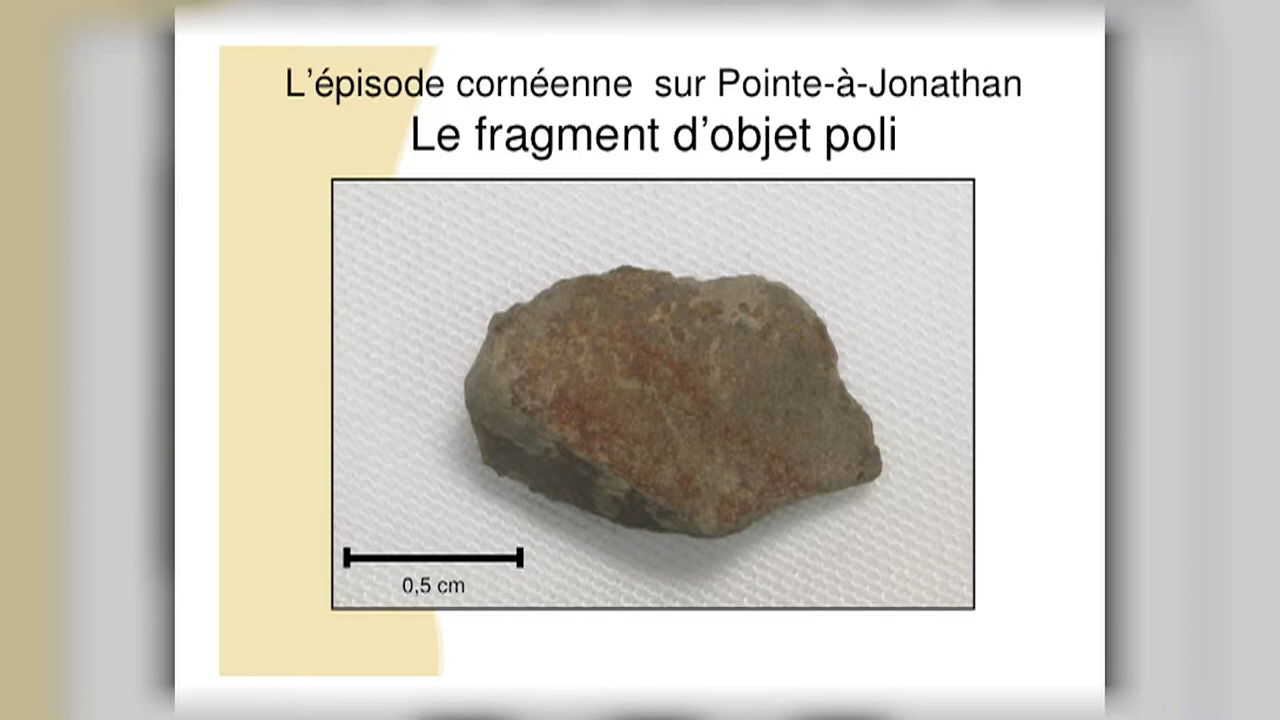 L'épisode cornéenne sur Pointe-à-Jonathan
Le fragment d'objet poli
0,5 cm